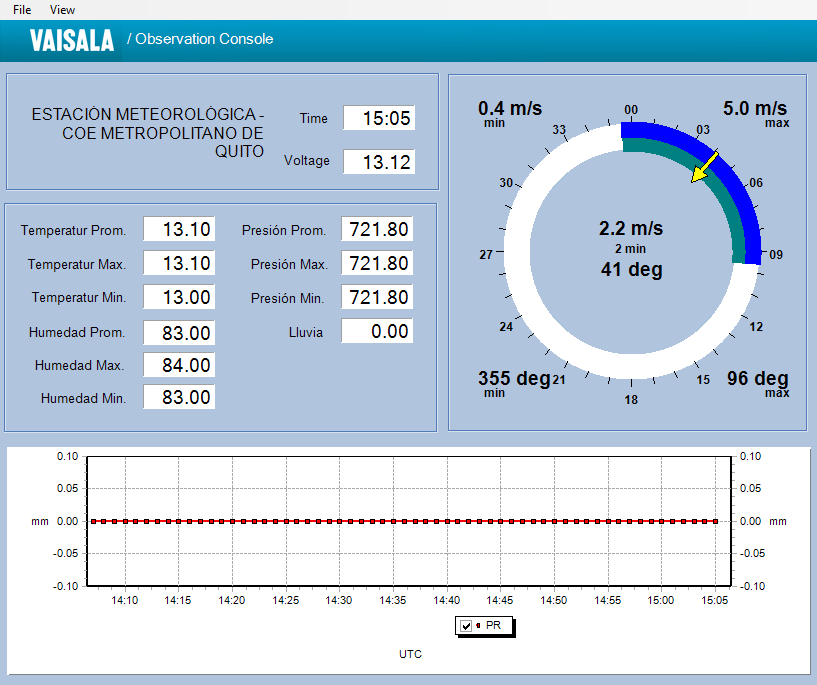 File View
VAISALA / Observation Console
ESTACIÓN METEOROLÓGICA -
COE METROPOLITANO DE
QUITO
Time 15:05
Voltage 13.12
Temperatur Prom. 13.10
Temperatur Max. 13.10
Temperatur Min. 13.00
Humedad Prom. 83.00
Humedad Max. 84.00
Humedad Min. 83.00
Presión Prom. 721.80
Presión Max. 721.80
Presión Min. 721.80
Lluvia 0.00
0.4 m/s
min
5.0 m/s
max
00
03
06
09
12
15
18
21
24
27
30
33
2.2 m/s
2 min
41 deg
355 deg
min
96 deg
max
0.10
0.05
mm 0.00
-0.05
-0.10
0.10
0.05
0.00 mm
-0.05
-0.10
14:10 14:15 14:20 14:25 14:30 14:35 14:40 14:45 14:50 14:55 15:00 15:05
PR
UTC